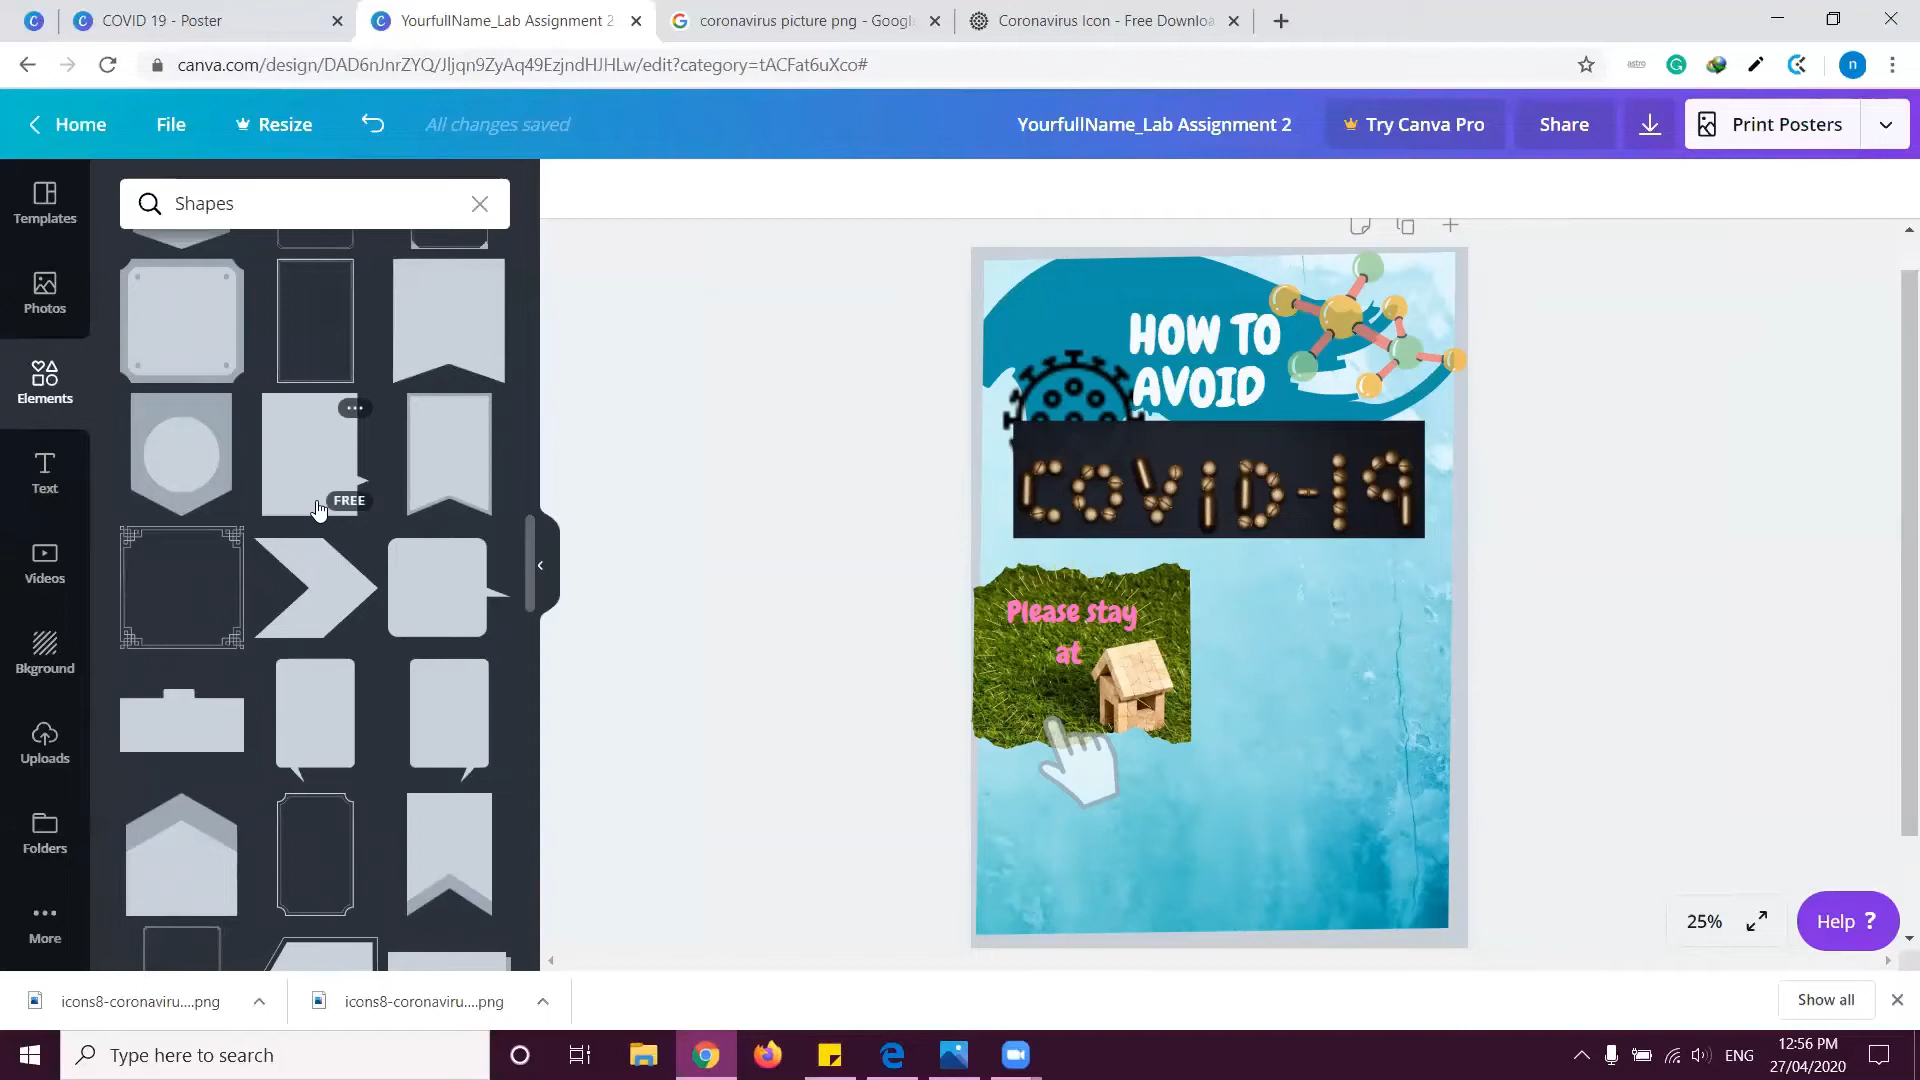 COVID 19 - Poster
YourfullName_Lab Assignment 2
coronavirus picture png - Googl
Coronavirus Icon - Free Downloa
canva.com/design/DAD6nJnrZYQ/Jljqn9ZyAq49EzjndHJHLw/edit?category=tACFat6uXco#
astro
n
Home
File
Resize
All changes saved
YourfullName_Lab Assignment 2
Try Canva Pro
Share
Print Posters
Templates
Photos
Elements
Text
Videos
Bkground
Uploads
Folders
More
Shapes
FREE
HOW TO
AVOID
COVID-19
Please stay
at
25%
Help ?
icons8-coronaviru....png
icons8-coronaviru....png
Show all
Type here to search
ENG
12:56 PM
27/04/2020